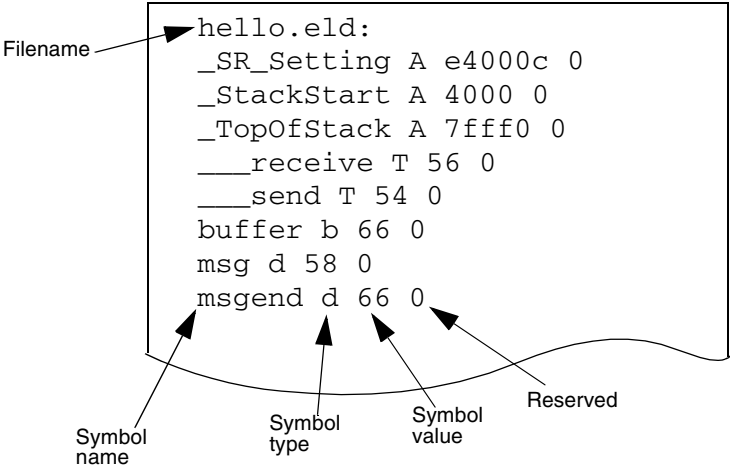 hello.eld:
Filename
_SR_Setting A e4000c 0
_StackStart A 4000 0
_TopOfStack A 7fff0 0
___receive T 56 0
___send T 54 0
buffer b 66 0
msg d 58 0
msgend d 66 0
Symbol
name
Symbol
type
Symbol
value
Reserved